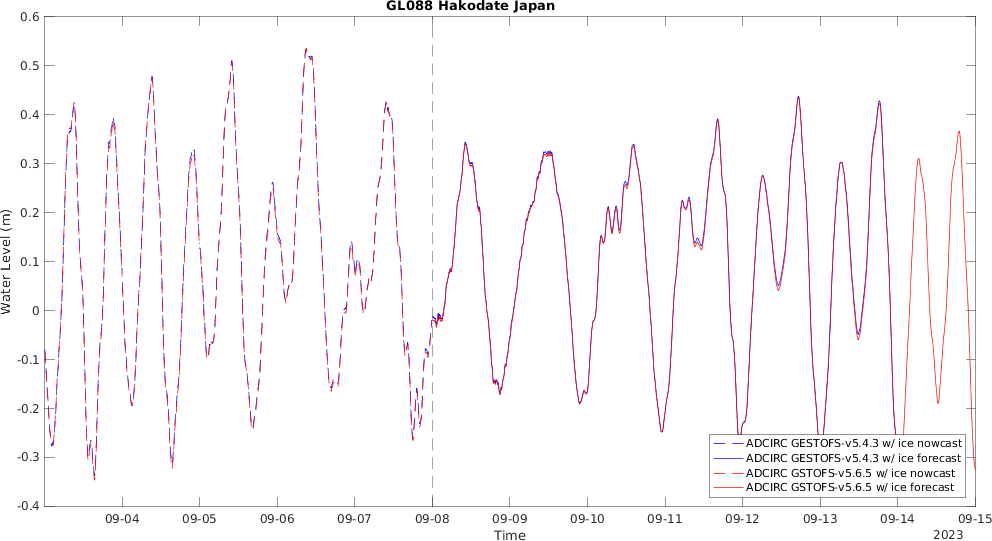 GL088 Hakodate Japan
0.6
0.5
0.4
0.3
0.2
0.1
0
-0.1
-0.2
-0.3
-0.4
Water Level (m)
ADCIRC GESTOFS-v5.4.3 w/ ice nowcast
ADCIRC GESTOFS-v5.4.3 w/ ice forecast
ADCIRC GSTOFS-v5.6.5 w/ ice nowcast
ADCIRC GSTOFS-v5.6.5 w/ ice forecast
09-04 09-05 09-06 09-07 09-08 09-09 09-10 09-11 09-12 09-13 09-14 09-15
Time
2023